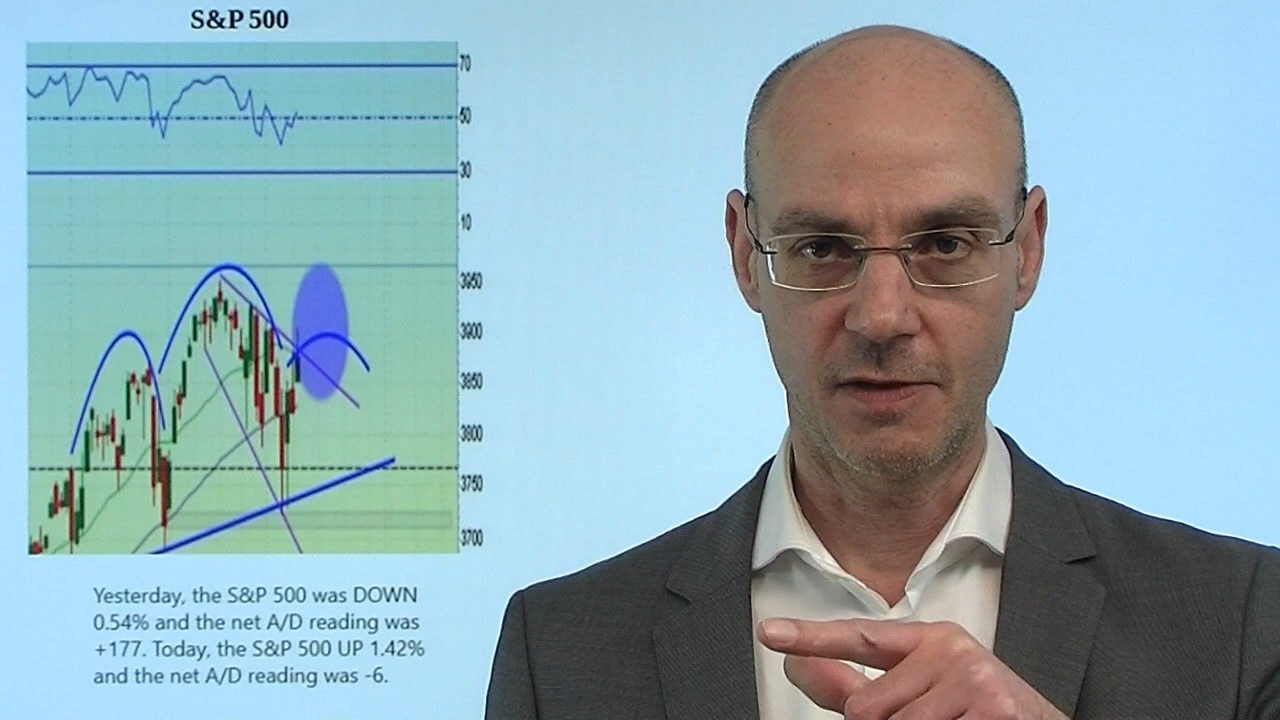 S&P 500
70
50
30
10
3950
3900
3850
3800
3750
3700
Yesterday, the S&P 500 was DOWN
0.54% and the net A/D reading was
+177. Today, the S&P 500 UP 1.42%
and the net A/D reading was -6.